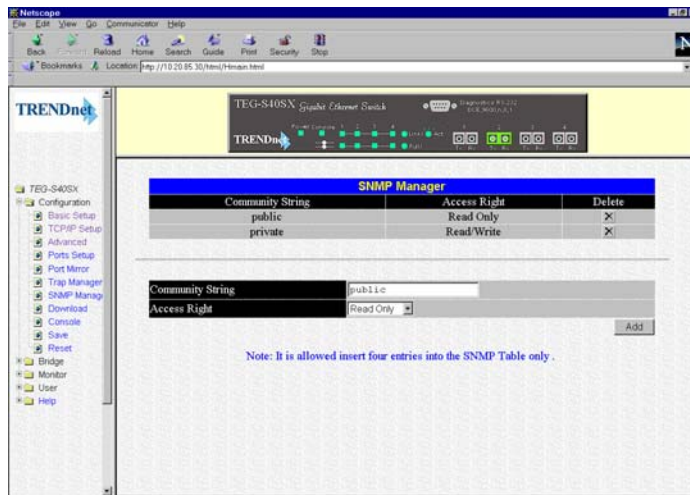 Netscape
File Edit View Go Communicator Help
Back Forward Reload Home Search Guide Print Security Stop
Bookmarks Location: http://10.20.85.30/html/Hmain.html
TRENDnet
TEG-S40SX Gigabit Ethernet Switch
Diagnostics RS-232
TRENDnet
TEG-S40SX
Configuration
Basic Setup
TCP/IP Setup
Advanced
Ports Setup
Port Mirror
Trap Manager
SNMP Manag
Download
Console
Save
Reset
Bridge
Monitor
User
Help
SNMP Manager
Community String Access Right Delete
public Read Only X
private Read/Write X
Community String public
Access Right Read Only
Add
Note: It is allowed insert four entries into the SNMP Table only .